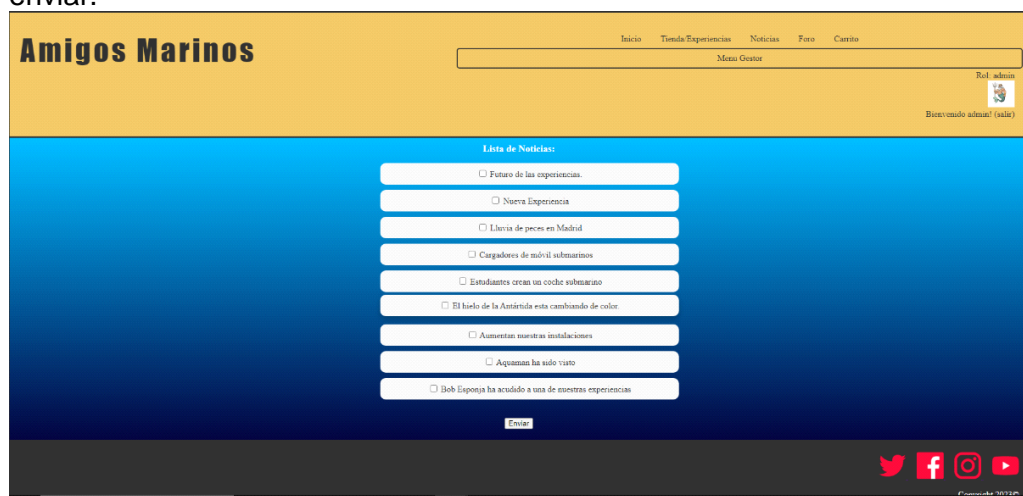 enviar.
Amigos Marinos
Inicio Tienda/Experiencias Noticias Foro Carrito
Menu Gestor
Rol: admin
Bienvenido admin! (salir)
Lista de Noticias:
Futuro de las experiencias.
Nueva Experiencia
Lluvia de peces en Madrid
Cargadores de móvil submarinos
Estudiantes crean un coche submarino
El hielo de la Antártida esta cambiando de color.
Aumentan nuestras instalaciones
Aquaman ha sido visto
Bob Esponja ha acudido a una de nuestras experiencias
Enviar
Copyright 2023©